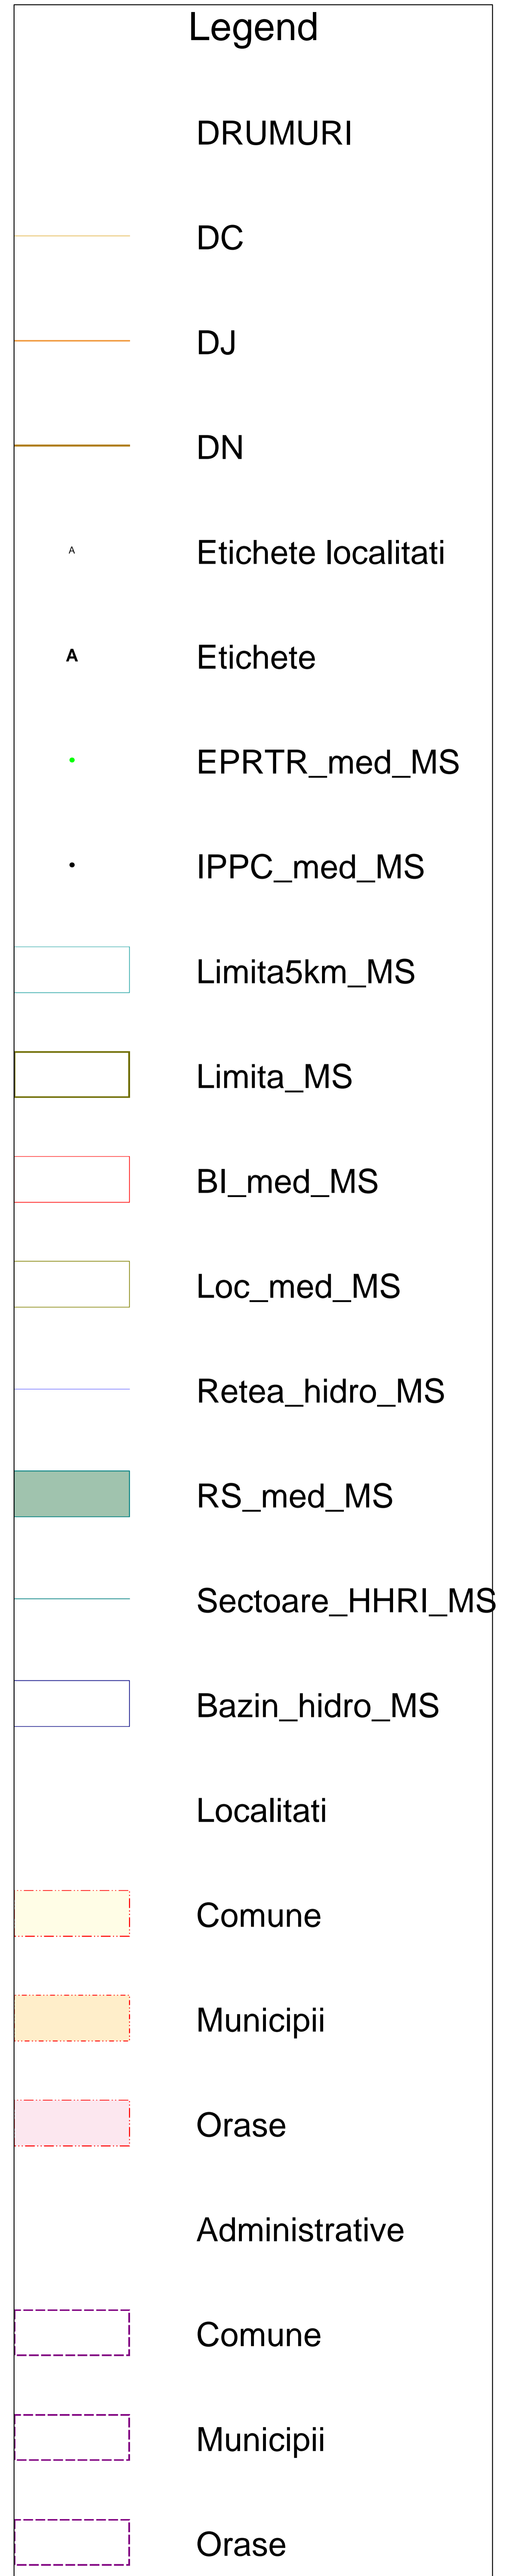 Legend
DRUMURI
DC
DJ
DN
A Etichete localitati
A Etichete
EPRTR_med_MS
IPPC_med_MS
Limita5km_MS
Limita_MS
BI_med_MS
Loc_med_MS
Retea_hidro_MS
RS_med_MS
Sectoare_HHRI_MS
Bazin_hidro_MS
Localitati
Comune
Municipii
Orase
Administrative
Comune
Municipii
Orase